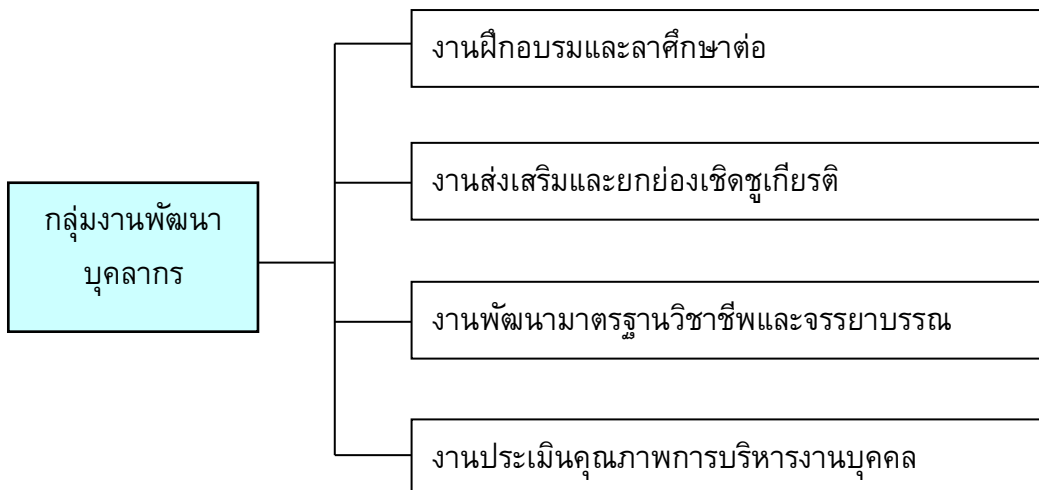 งานฝึกอบรมและลาศึกษาต่อ
งานส่งเสริมและยกย่องเชิดชูเกียรติ
กลุ่มงานพัฒนา
บุคลากร
งานพัฒนามาตรฐานวิชาชีพและจรรยาบรรณ
งานประเมินคุณภาพการบริหารงานบุคคล